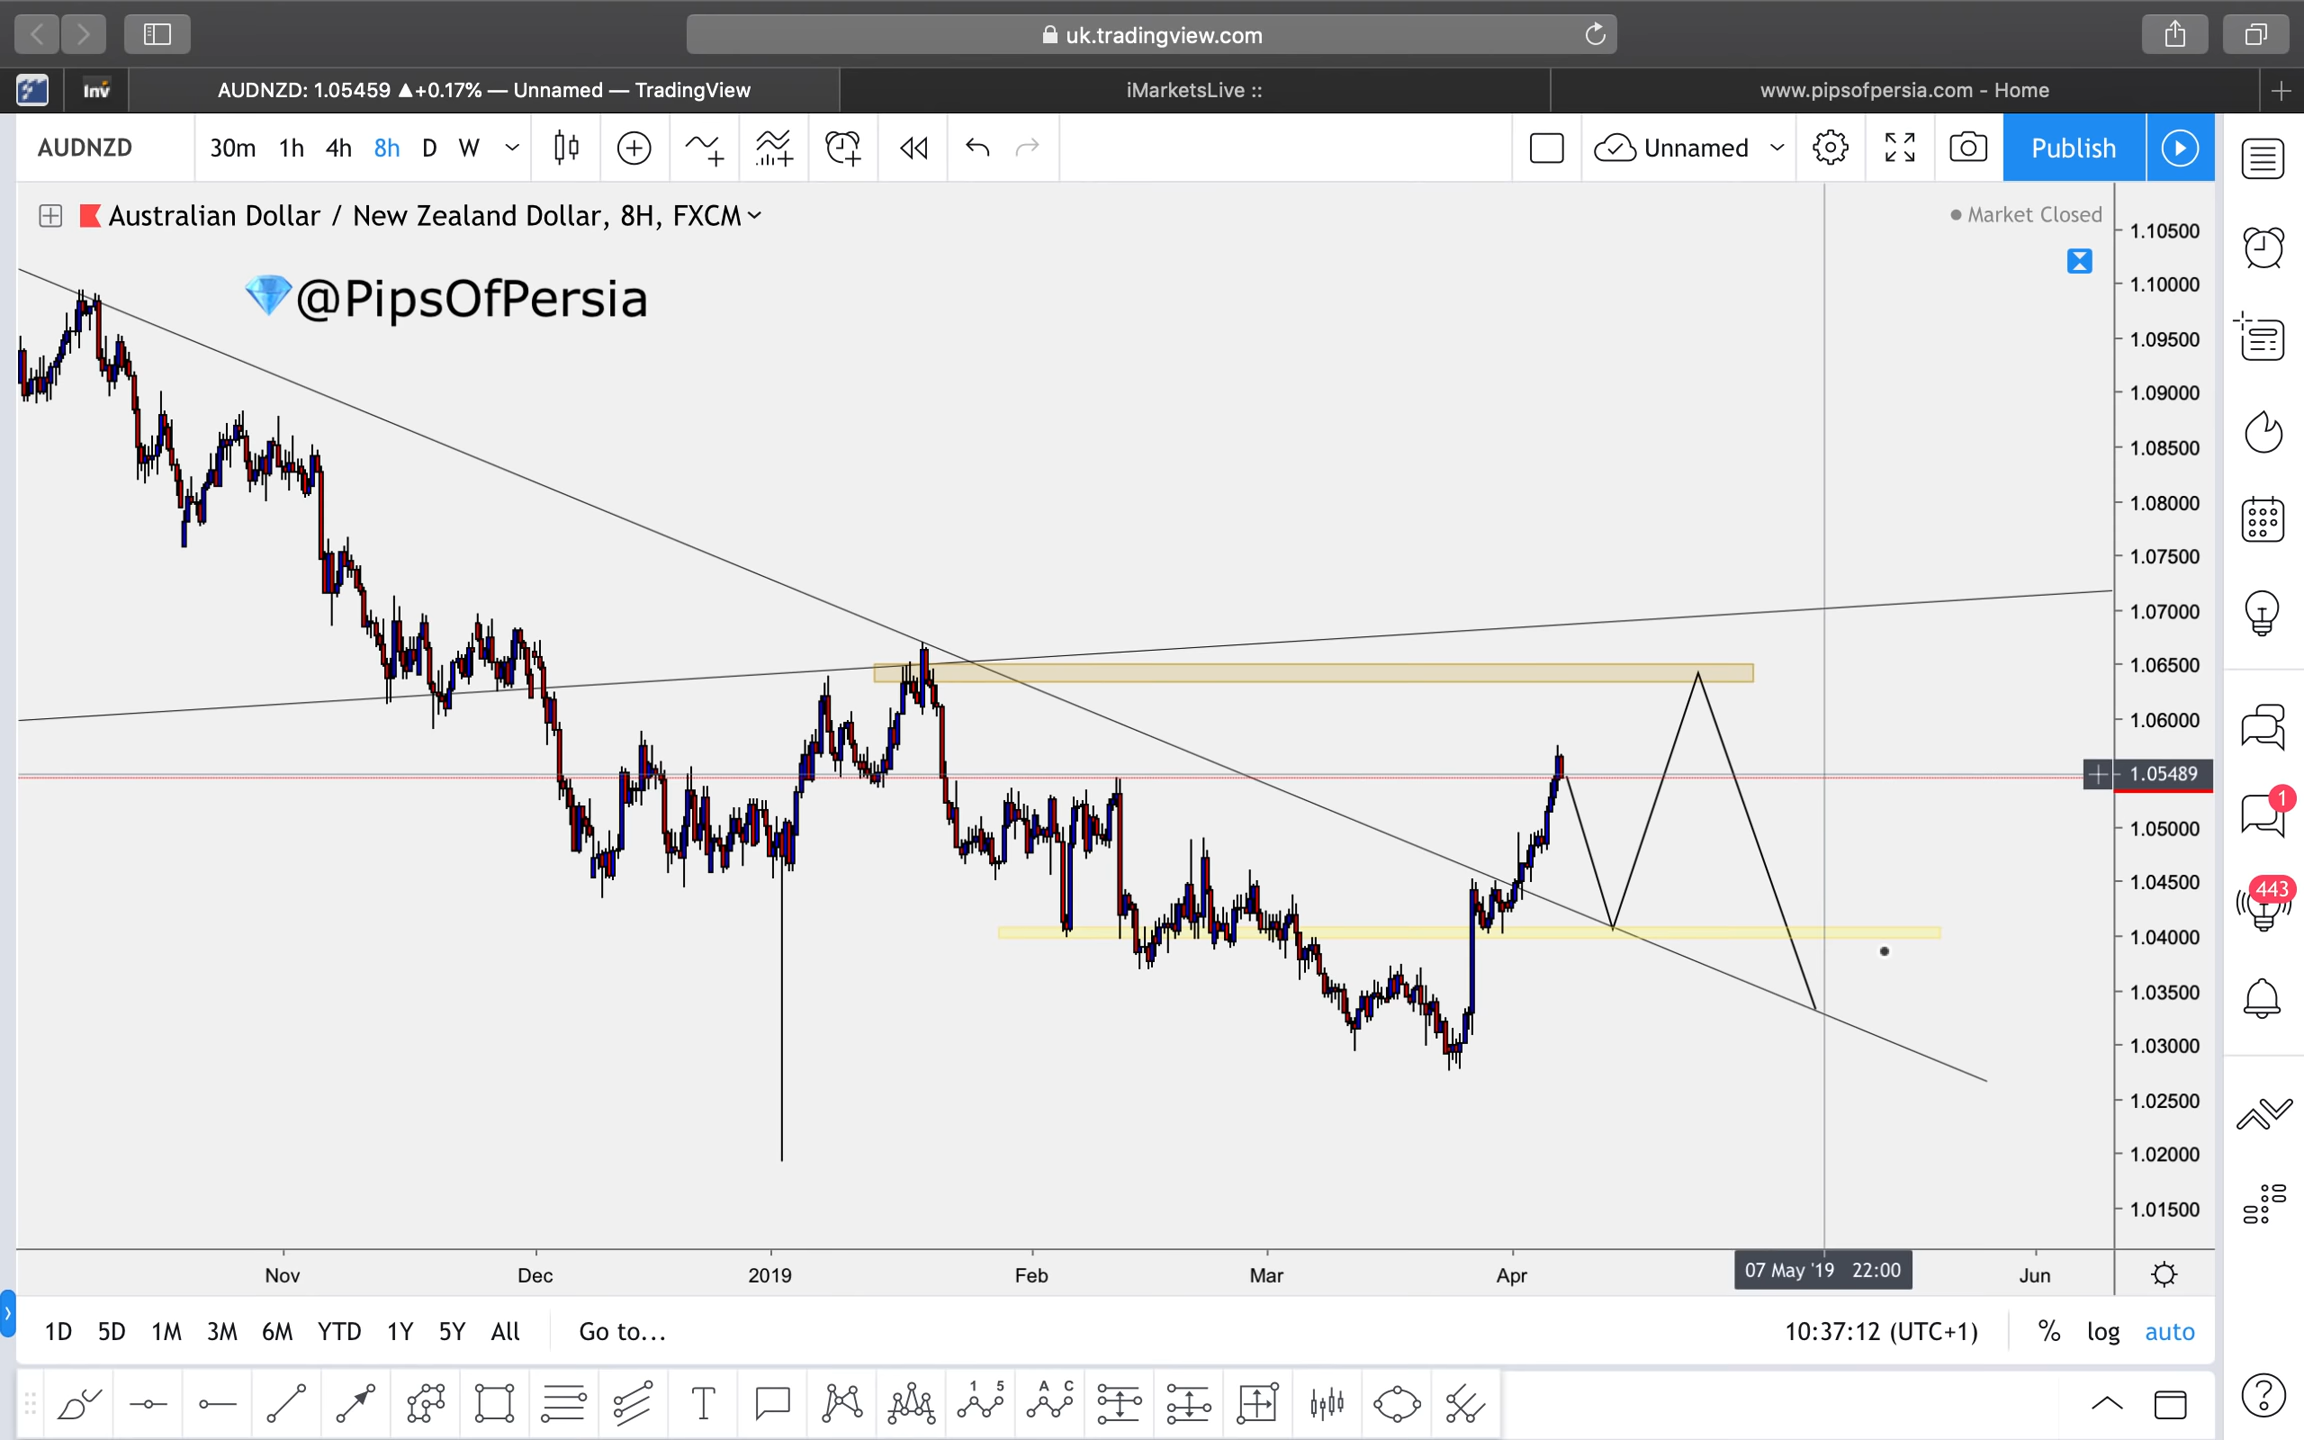 uk.tradingview.com
Inv
AUDNZD: 1.05459 ▲+0.17% — Unnamed — TradingView
iMarketsLive ::
www.pipsofpersia.com - Home
AUDNZD
30m 1h 4h 8h D W
Unnamed
Publish
Australian Dollar / New Zealand Dollar, 8H, FXCM
Market Closed
💎@PipsOfPersia
1.10500
1.10000
1.09500
1.09000
1.08500
1.08000
1.07500
1.07000
1.06500
1.06000
1.05489
1.05000
1.04500
1.04000
1.03500
1.03000
1.02500
1.02000
1.01500
1
443
Nov Dec 2019 Feb Mar Apr 07 May '19 22:00 Jun
1D 5D 1M 3M 6M YTD 1Y 5Y All Go to... 10:37:12 (UTC+1) % log auto
T 1 5 A C